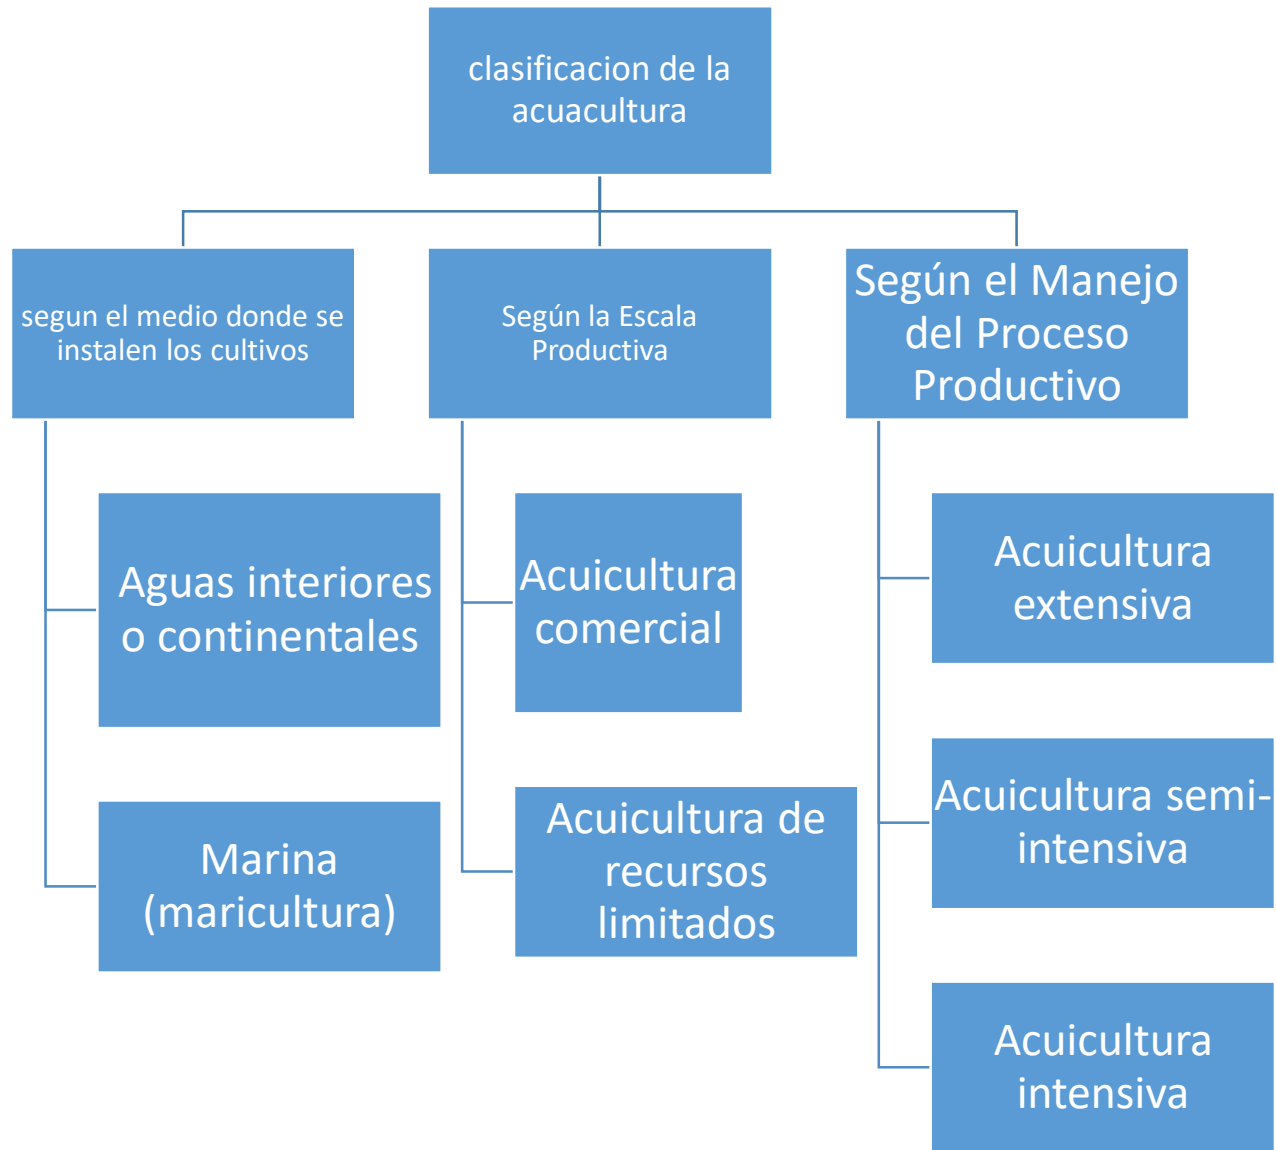 clasificacion de la
acuacultura
segun el medio donde se
instalen los cultivos
Según la Escala
Productiva
Según el Manejo
del Proceso
Productivo
Aguas interiores
o continentales
Marina
(maricultura)
Acuicultura
comercial
Acuicultura de
recursos
limitados
Acuicultura
extensiva
Acuicultura semi-
intensiva
Acuicultura
intensiva